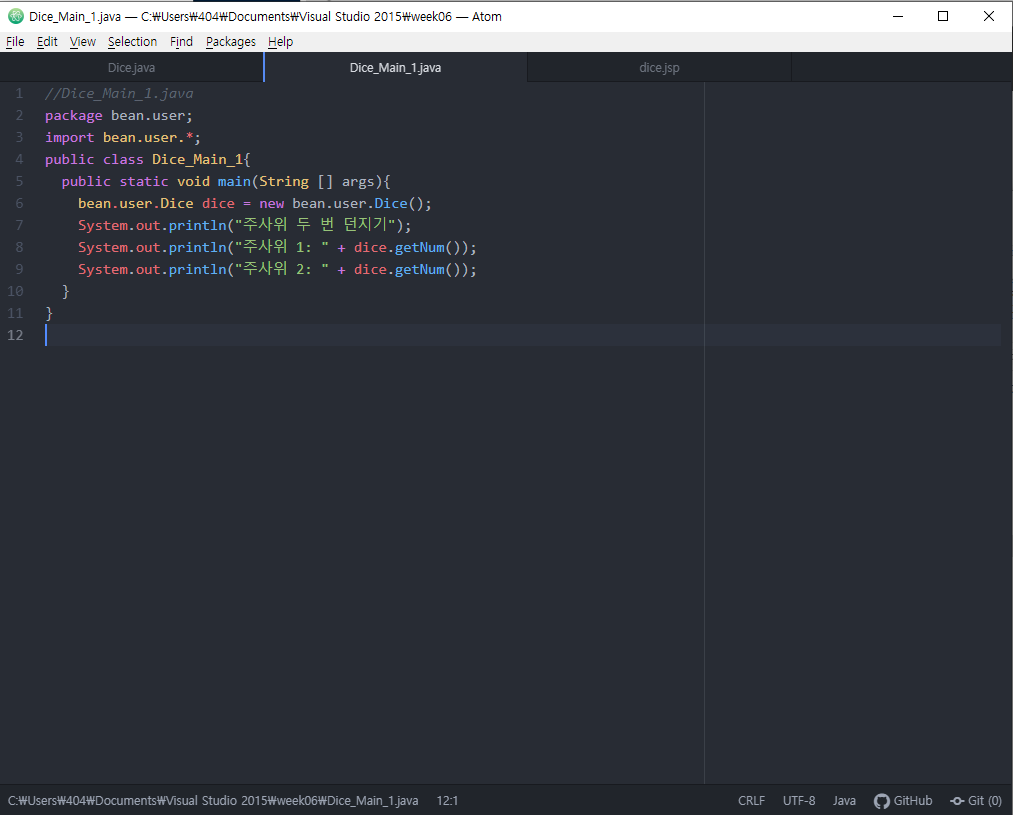 Dice_Main_1.java — C:₩Users₩404₩Documents₩Visual Studio 2015₩week06 — Atom
File Edit View Selection Find Packages Help
Dice.java Dice_Main_1.java dice.jsp
1 //Dice_Main_1.java
2 package bean.user;
3 import bean.user.*;
4 public class Dice_Main_1{
5   public static void main(String [] args){
6     bean.user.Dice dice = new bean.user.Dice();
7     System.out.println("주사위 두 번 던지기");
8     System.out.println("주사위 1: " + dice.getNum());
9     System.out.println("주사위 2: " + dice.getNum());
10   }
11 }
12
C:₩Users₩404₩Documents₩Visual Studio 2015₩week06₩Dice_Main_1.java 12:1 CRLF UTF-8 Java GitHub Git (0)